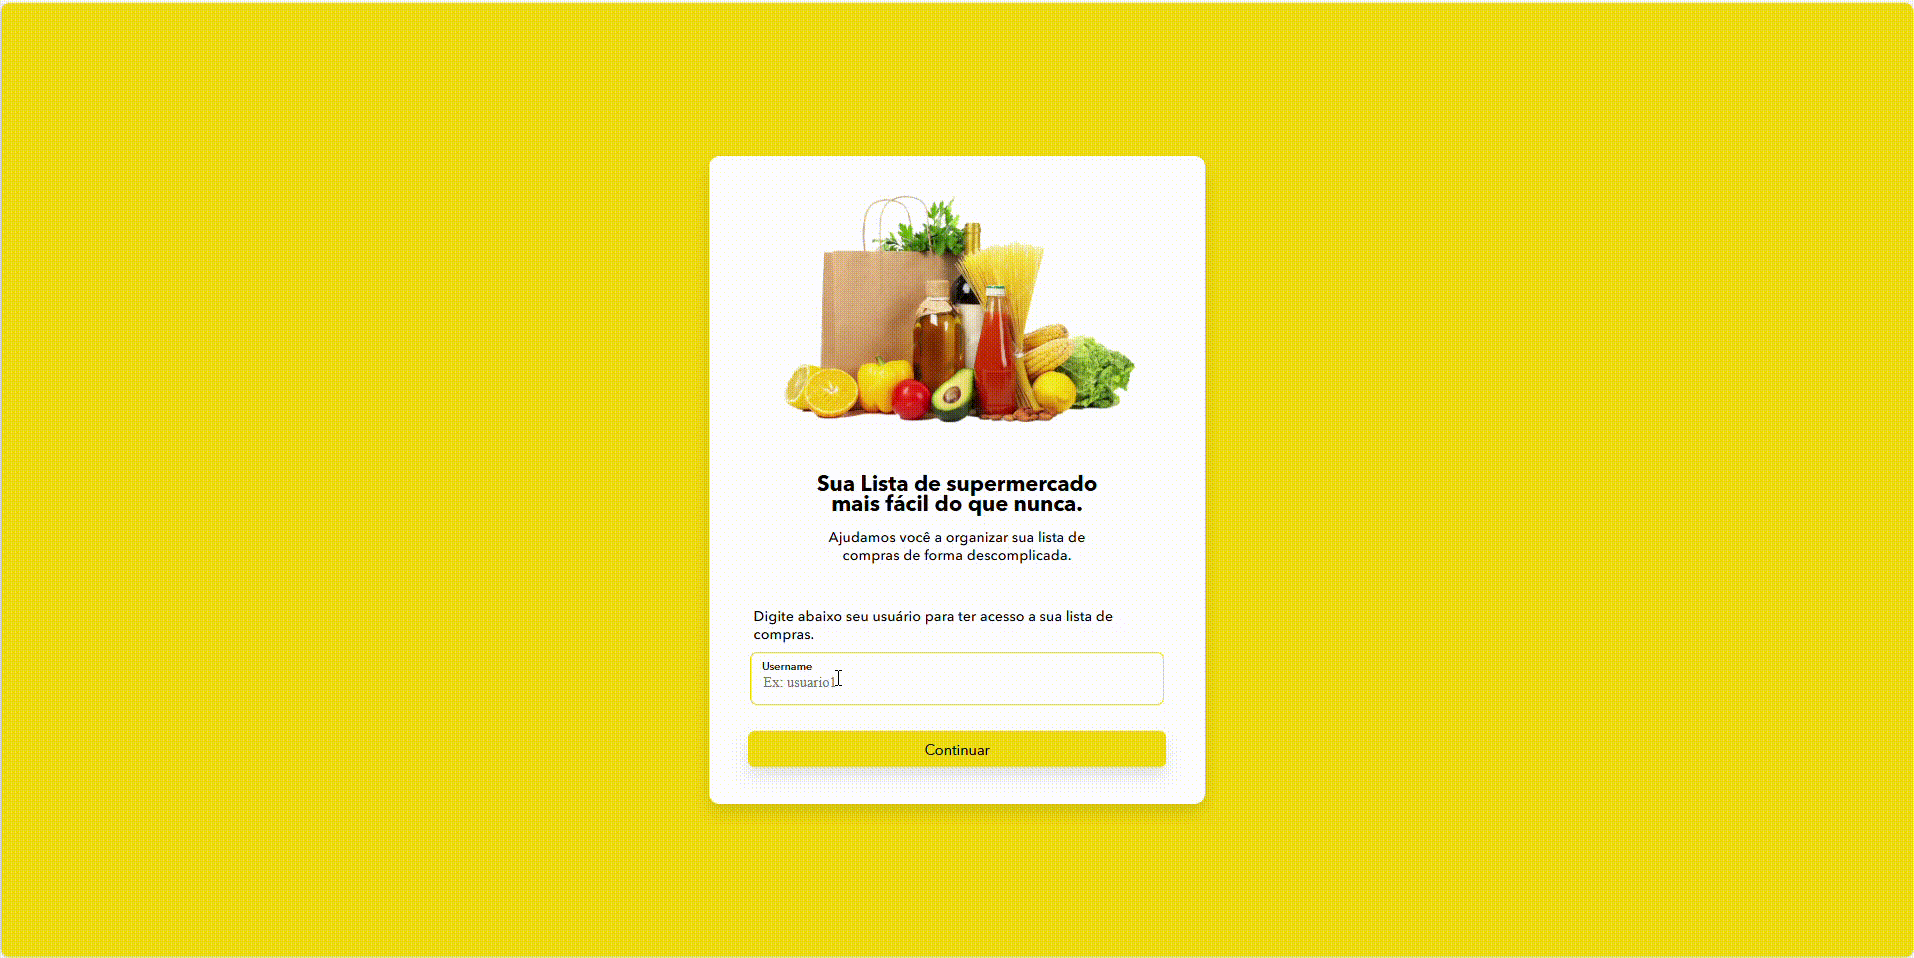 Sua Lista de supermercado
mais fácil do que nunca.
Ajudamos você a organizar sua lista de
compras de forma descomplicada.
Digite abaixo seu usuário para ter acesso a sua lista de
compras.
Username
Ex: usuario1
Continuar